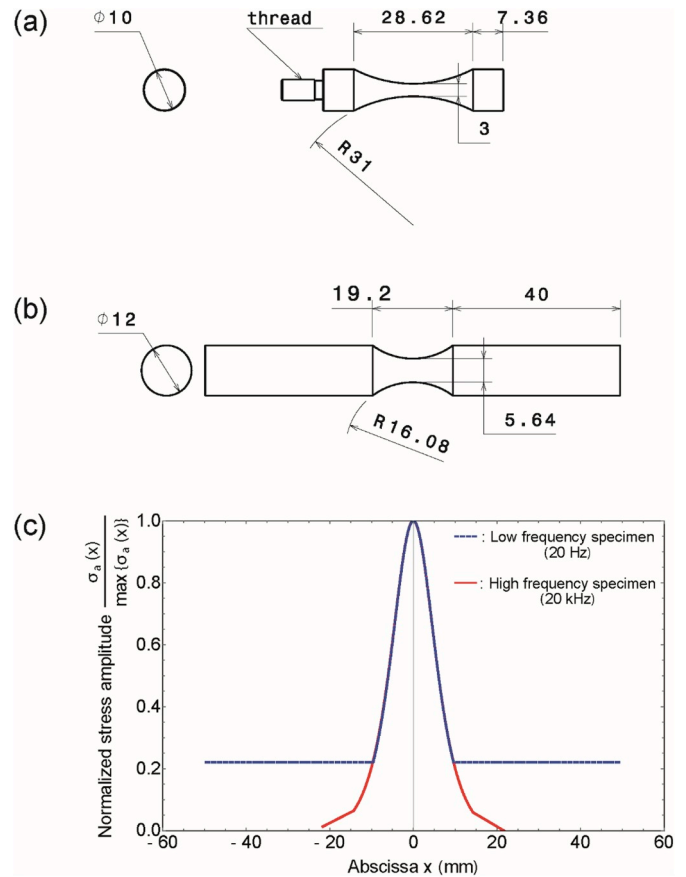 (a)
ϕ10
thread
28.62
7.36
3
R31
(b)
ϕ12
19.2
40
R16.08
5.64
(c)
Normalized stress amplitude σa (x) / max {σa (x)}
1.0
0.8
0.6
0.4
0.2
0.0
: Low frequency specimen
(20 Hz)
: High frequency specimen
(20 kHz)
- 60 - 40 - 20 0 20 40 60
Abscissa x (mm)